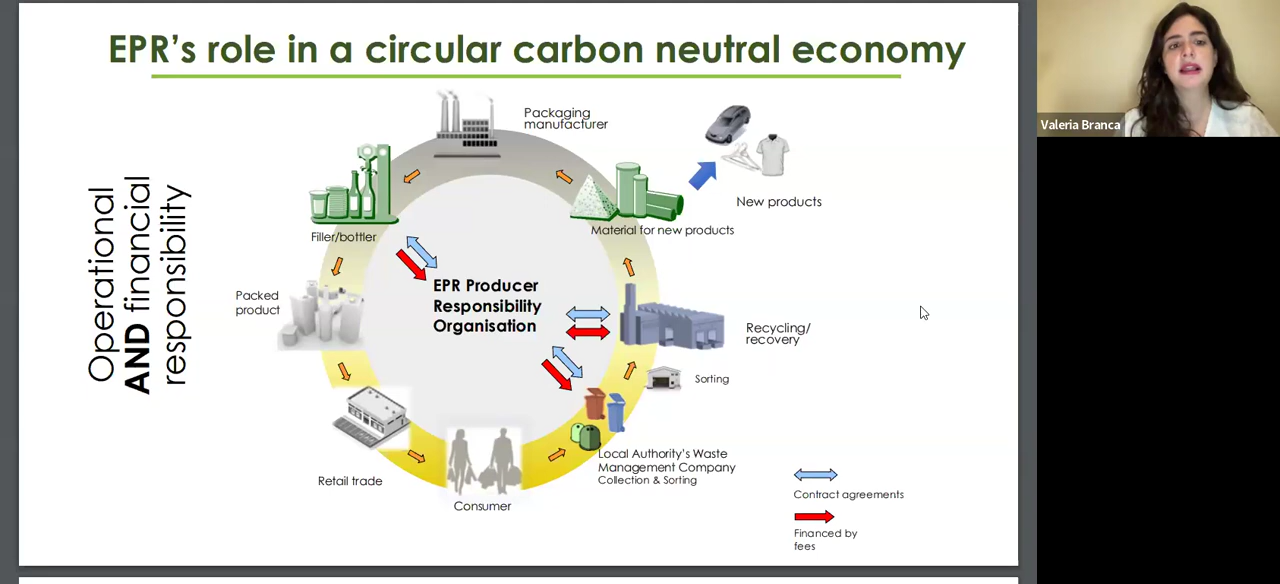 EPR's role in a circular carbon neutral economy
Valeria Branca
Operational
AND financial
responsibility
Packaging
manufacturer
New products
Material for new products
Filler/bottler
EPR Producer
Responsibility
Organisation
Packed
product
Recycling/
recovery
Sorting
Local Authority's Waste
Management Company
Collection & Sorting
Retail trade
Consumer
Contract agreements
Financed by
fees